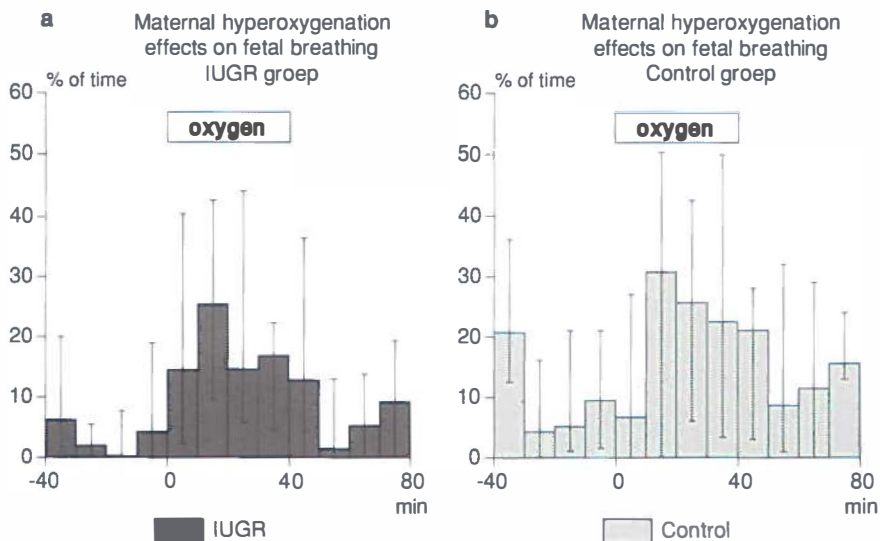 a
Maternal hyperoxygenation
effects on fetal breathing
IUGR groep
% of time
60
50
40
30
20
10
0
oxygen
-40
0
40
80
min
IUGR
b
Maternal hyperoxygenation
effects on fetal breathing
Control groep
% of time
60
50
40
30
20
10
0
oxygen
-40
0
40
80
min
Control